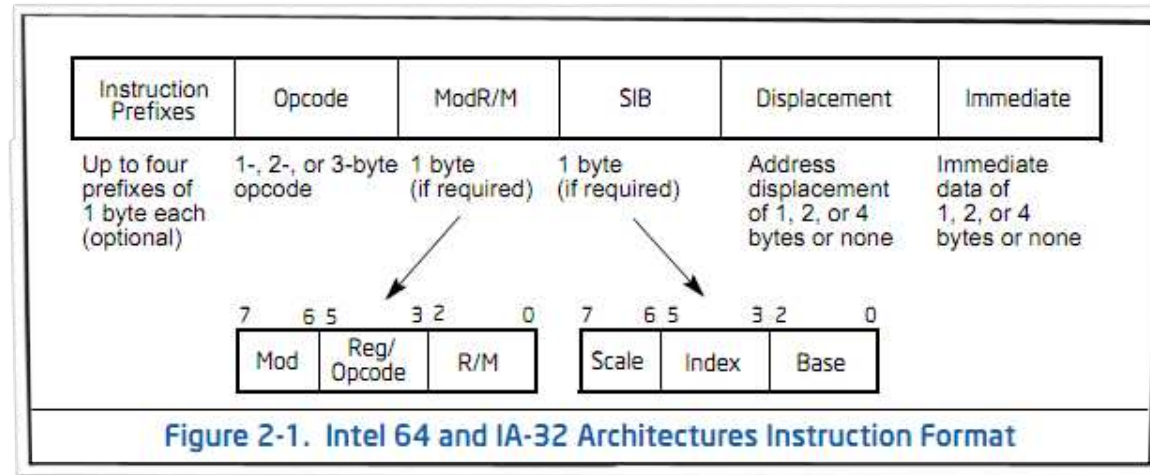 Instruction Prefixes
Opcode
ModR/M
SIB
Displacement
Immediate
Up to four
prefixes of
1 byte each
(optional)
1-, 2-, or 3-byte
opcode
1 byte
(if required)
1 byte
(if required)
Address
displacement
of 1, 2, or 4
bytes or none
Immediate
data of
1, 2, or 4
bytes or none
7 6 5 3 2 0
Mod
Reg/
Opcode
R/M
7 6 5 3 2 0
Scale
Index
Base
Figure 2-1. Intel 64 and IA-32 Architectures Instruction Format